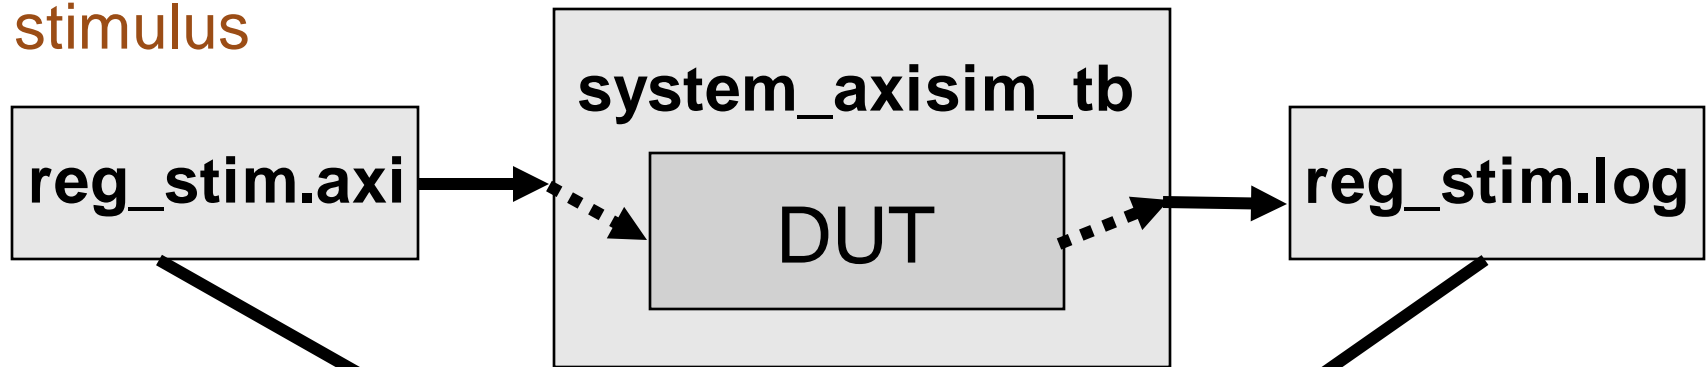 stimulus
system_axisim_tb
reg_stim.axi
DUT
reg_stim.log